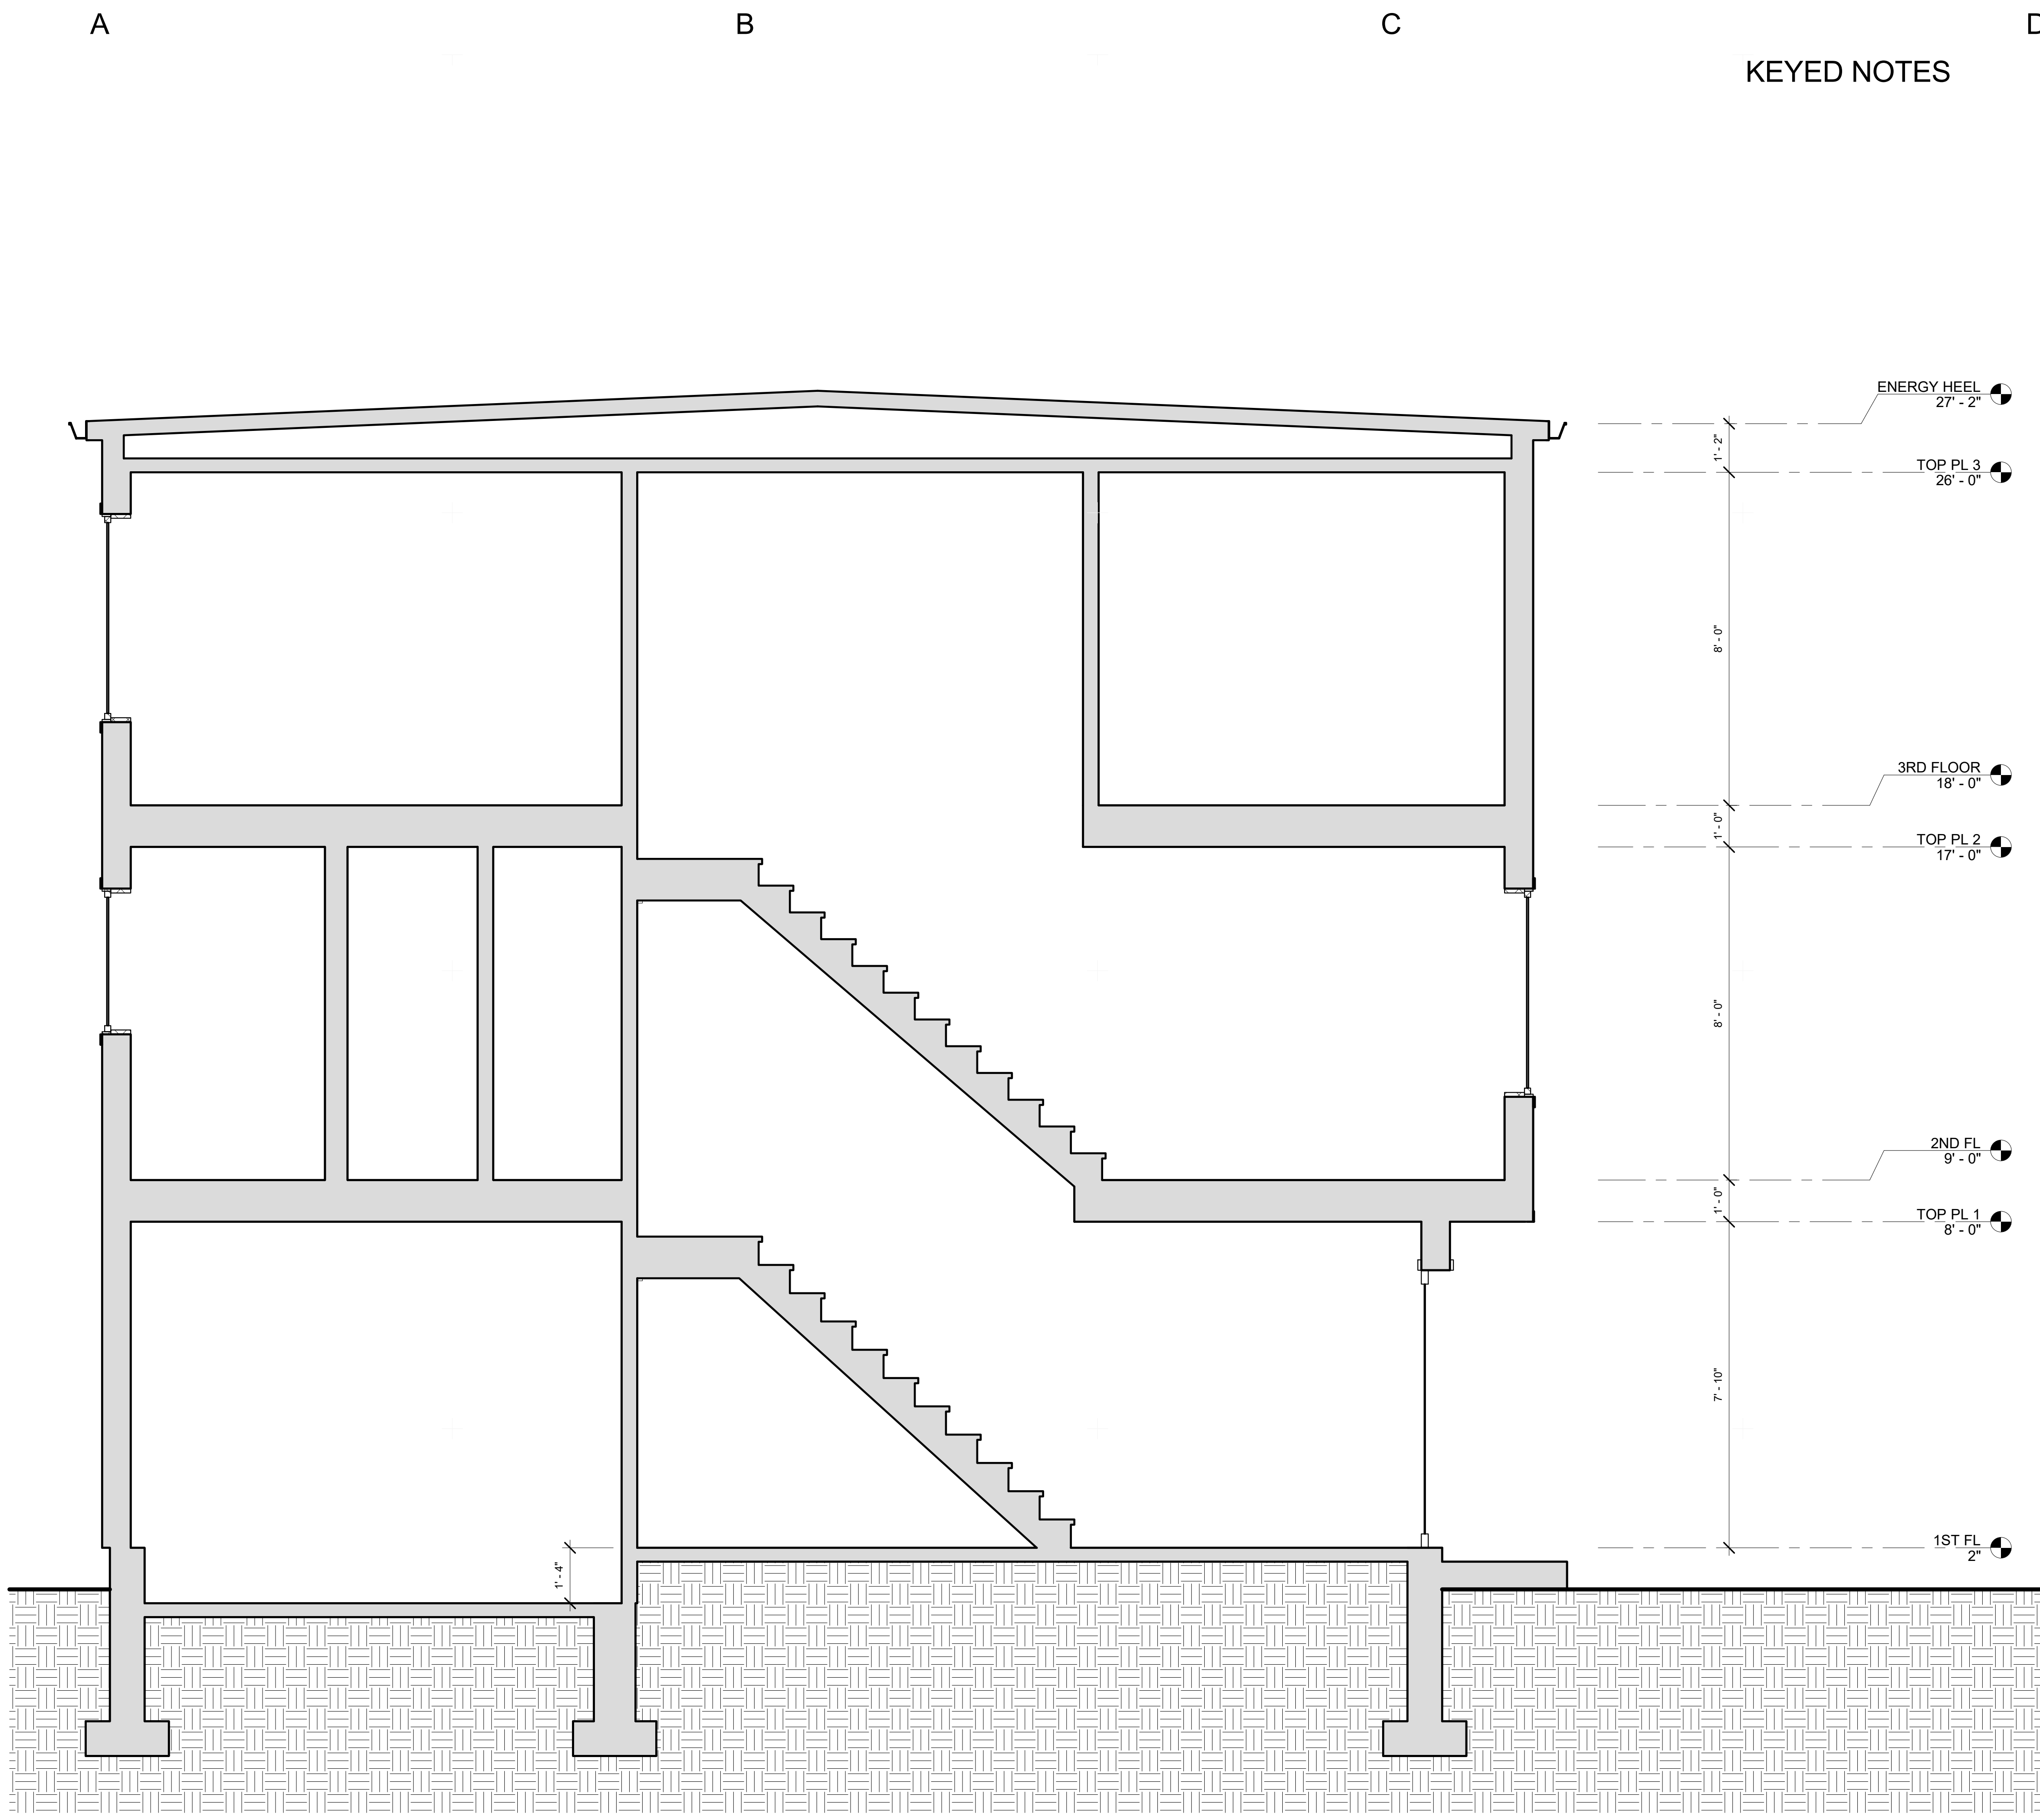 A B C D
KEYED NOTES
ENERGY HEEL
27' - 2"
1' - 2"
TOP PL 3
26' - 0"
8' - 0"
3RD FLOOR
18' - 0"
1' - 0"
TOP PL 2
17' - 0"
8' - 0"
2ND FL
9' - 0"
1' - 0"
TOP PL 1
8' - 0"
7' - 10"
1ST FL
2"
1' - 4"